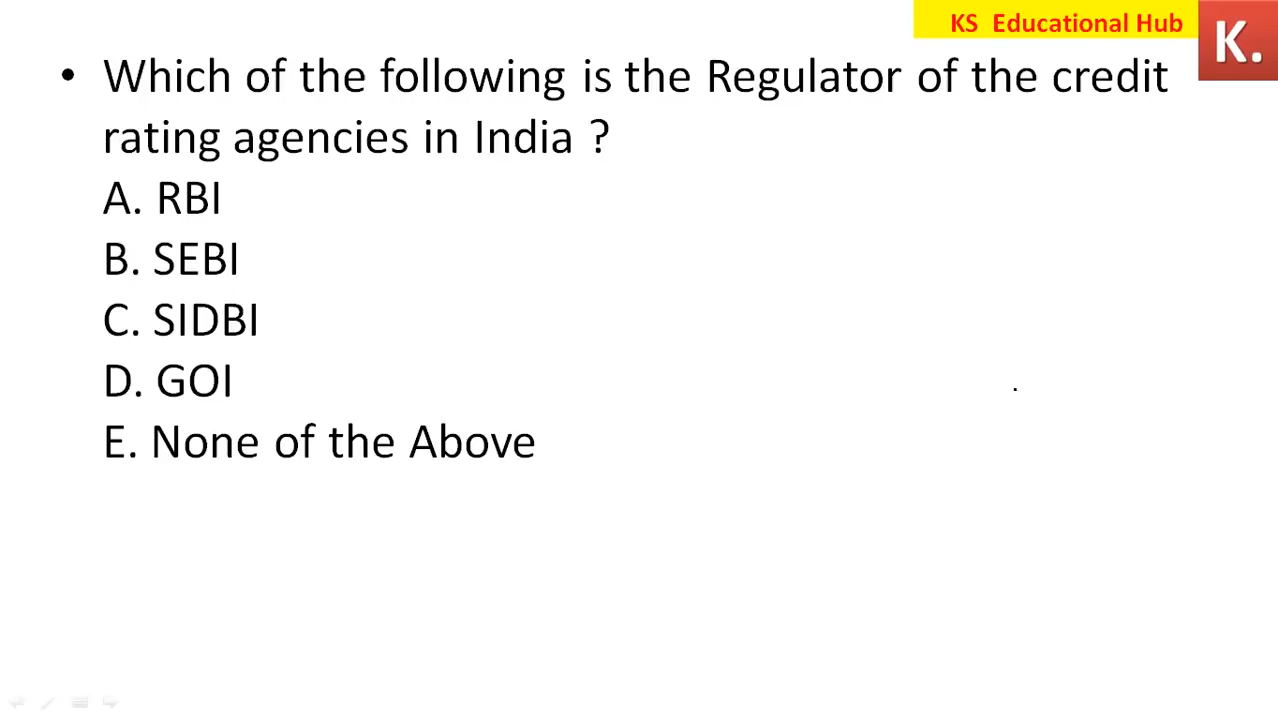 KS Educational Hub
K.
• Which of the following is the Regulator of the credit
rating agencies in India ?
A. RBI
B. SEBI
C. SIDBI
D. GOI
E. None of the Above